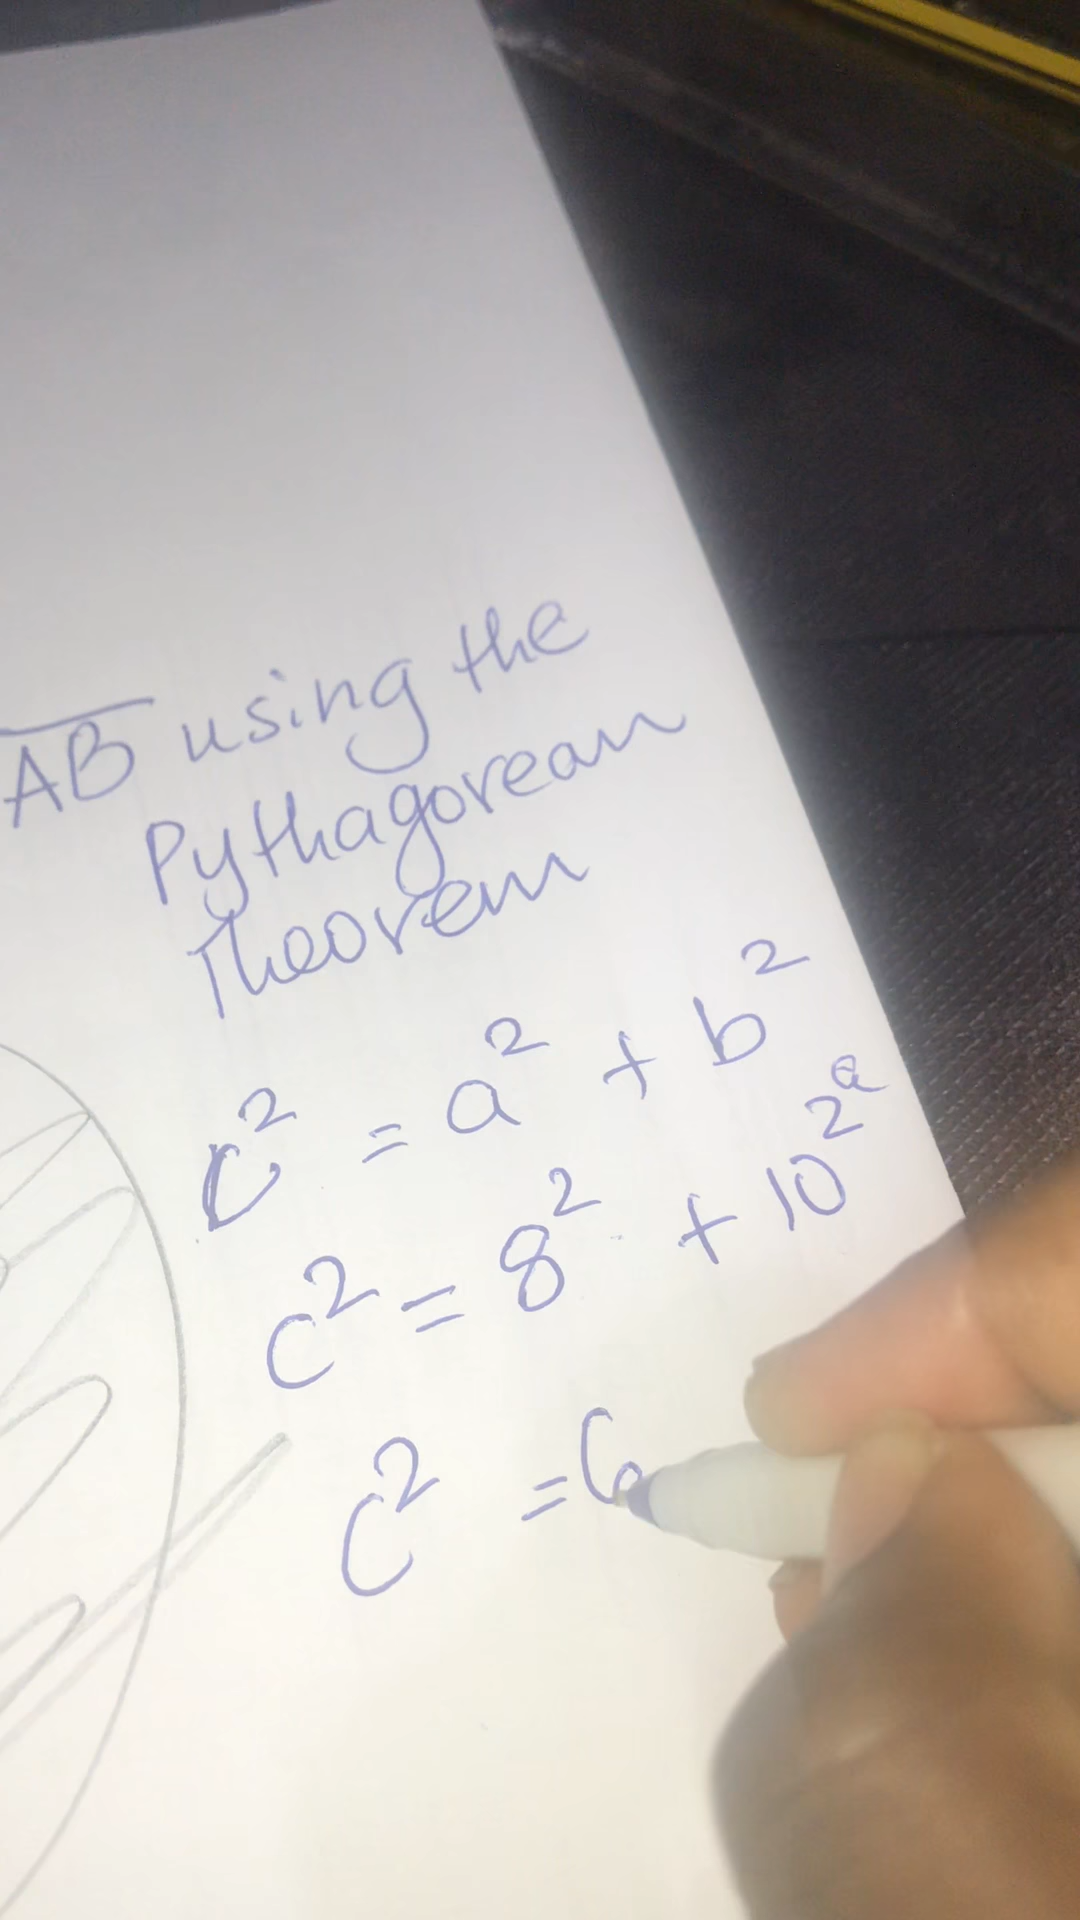 AB using the
Pythagorean
Theorem
c² = a² + b²
c² = 8² + 10²
c² = 6